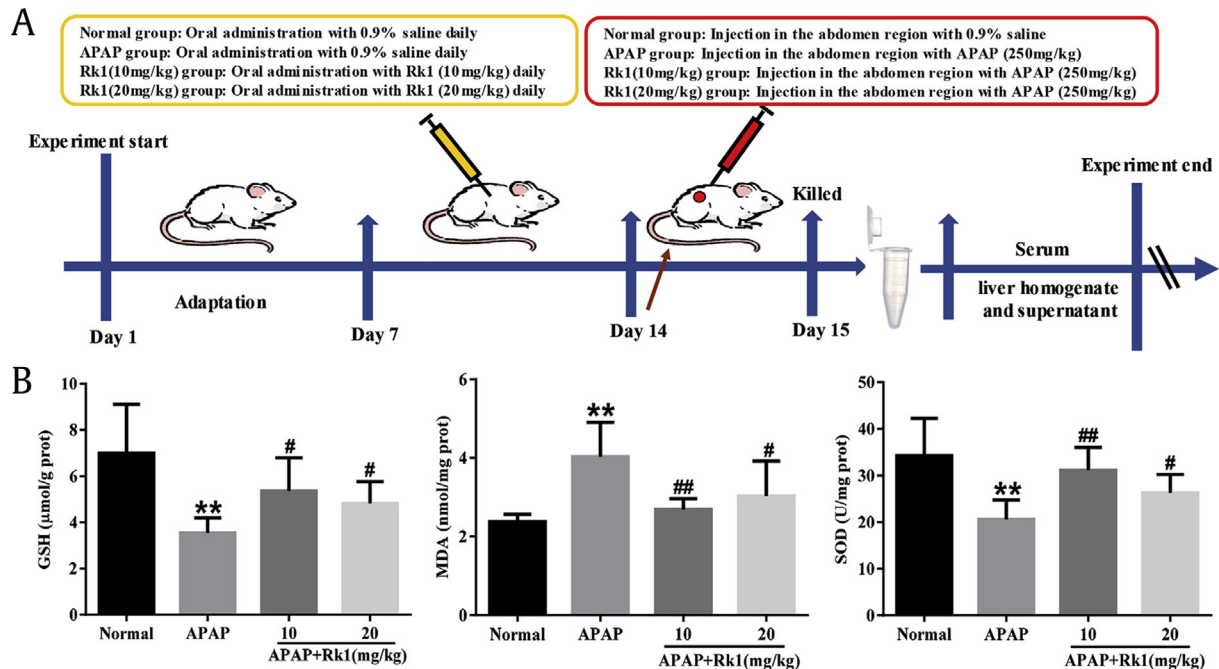 A
Normal group: Oral administration with 0.9% saline daily
APAP group: Oral administration with 0.9% saline daily
Rk1(10mg/kg) group: Oral administration with Rk1 (10mg/kg) daily
Rk1(20mg/kg) group: Oral administration with Rk1 (20mg/kg) daily
Normal group: Injection in the abdomen region with 0.9% saline
APAP group: Injection in the abdomen region with APAP (250mg/kg)
Rk1(10mg/kg) group: Injection in the abdomen region with APAP (250mg/kg)
Rk1(20mg/kg) group: Injection in the abdomen region with APAP (250mg/kg)
Experiment start
Killed
Experiment end
Adaptation
Serum
liver homogenate
and supernatant
Day 1
Day 7
Day 14
Day 15
B
GSH (μmol/g prot)
10
8
6
4
2
0
**
#
#
Normal
APAP
10
20
APAP+Rk1(mg/kg)
MDA (nmol/mg prot)
6
4
2
0
**
##
#
Normal
APAP
10
20
APAP+Rk1(mg/kg)
SOD (U/mg prot)
50
40
30
20
10
0
**
##
#
Normal
APAP
10
20
APAP+Rk1(mg/kg)